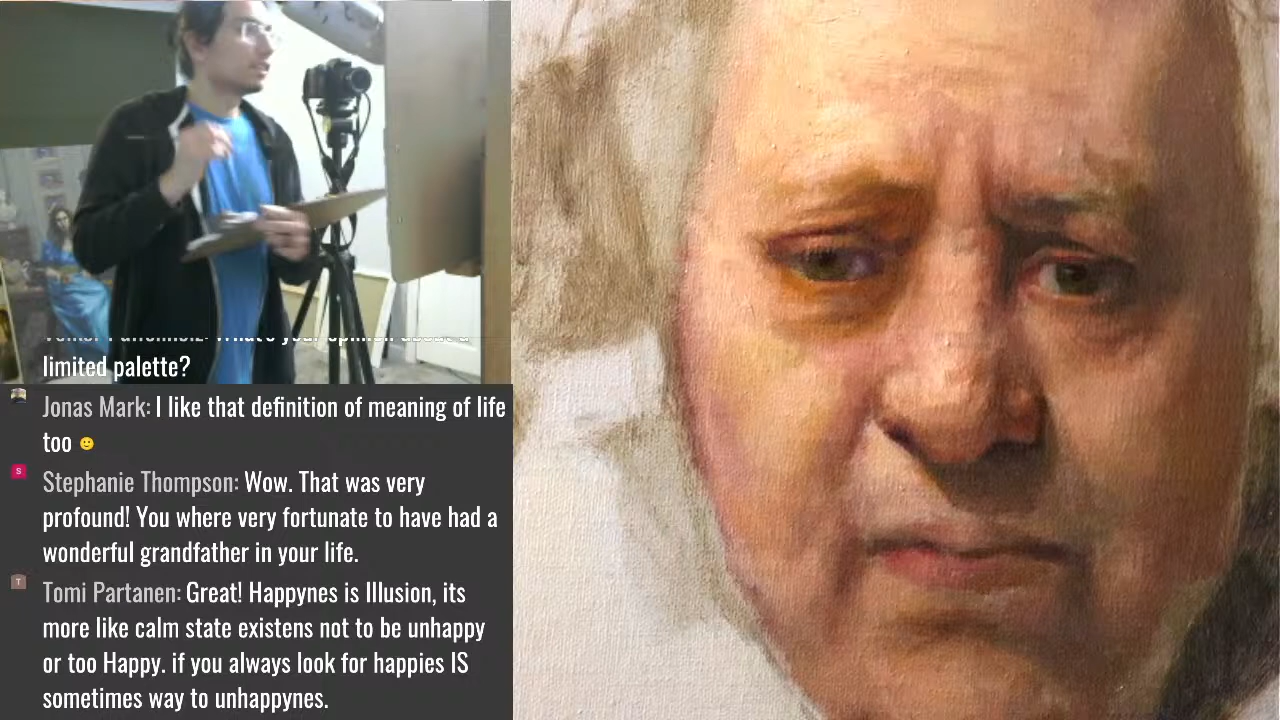 limited palette?
Jonas Mark: I like that definition of meaning of life
too 🙂
S
Stephanie Thompson: Wow. That was very
profound! You where very fortunate to have had a
wonderful grandfather in your life.
T
Tomi Partanen: Great! Happynes is Illusion, its
more like calm state existens not to be unhappy
or too Happy. if you always look for happies IS
sometimes way to unhappynes.